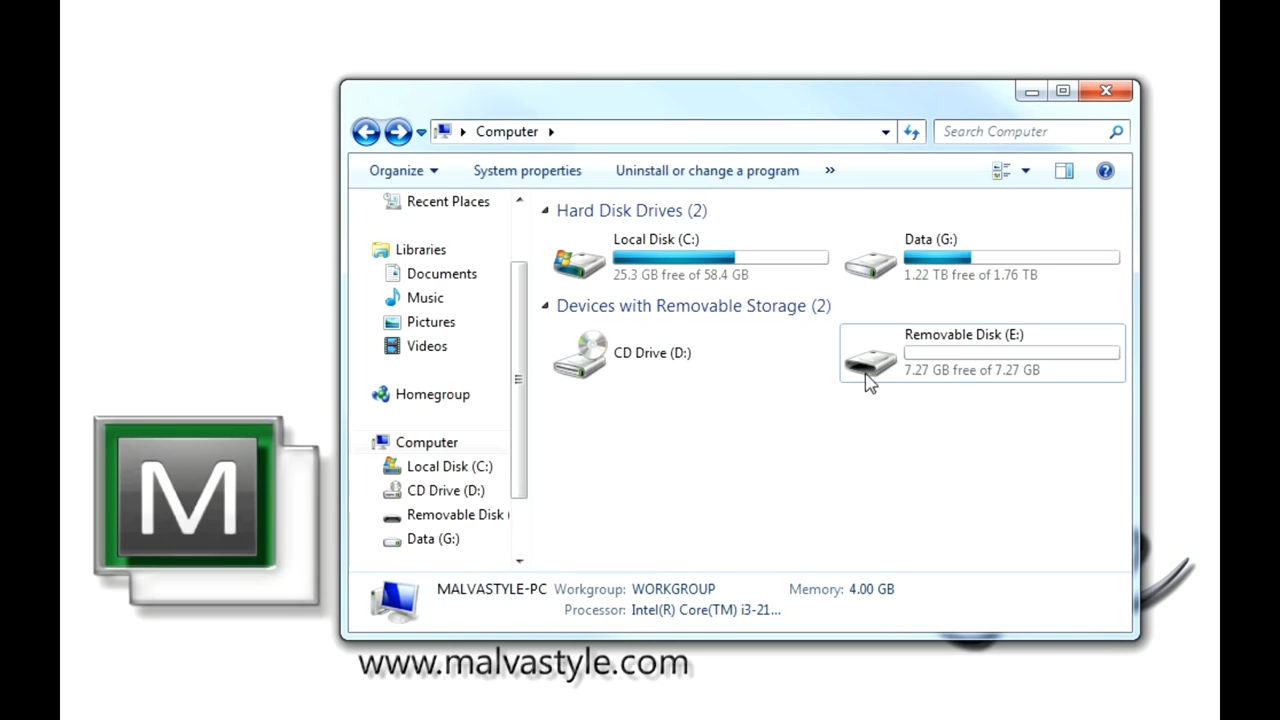 Computer
Search Computer
Organize
System properties
Uninstall or change a program
»
Recent Places
Libraries
Documents
Music
Pictures
Videos
Homegroup
Computer
Local Disk (C:)
CD Drive (D:)
Removable Disk (
Data (G:)
Hard Disk Drives (2)
Local Disk (C:)
25.3 GB free of 58.4 GB
Data (G:)
1.22 TB free of 1.76 TB
Devices with Removable Storage (2)
CD Drive (D:)
Removable Disk (E:)
7.27 GB free of 7.27 GB
MALVASTYLE-PC Workgroup: WORKGROUP Memory: 4.00 GB
Processor: Intel(R) Core(TM) i3-21...
M
www.malvastyle.com